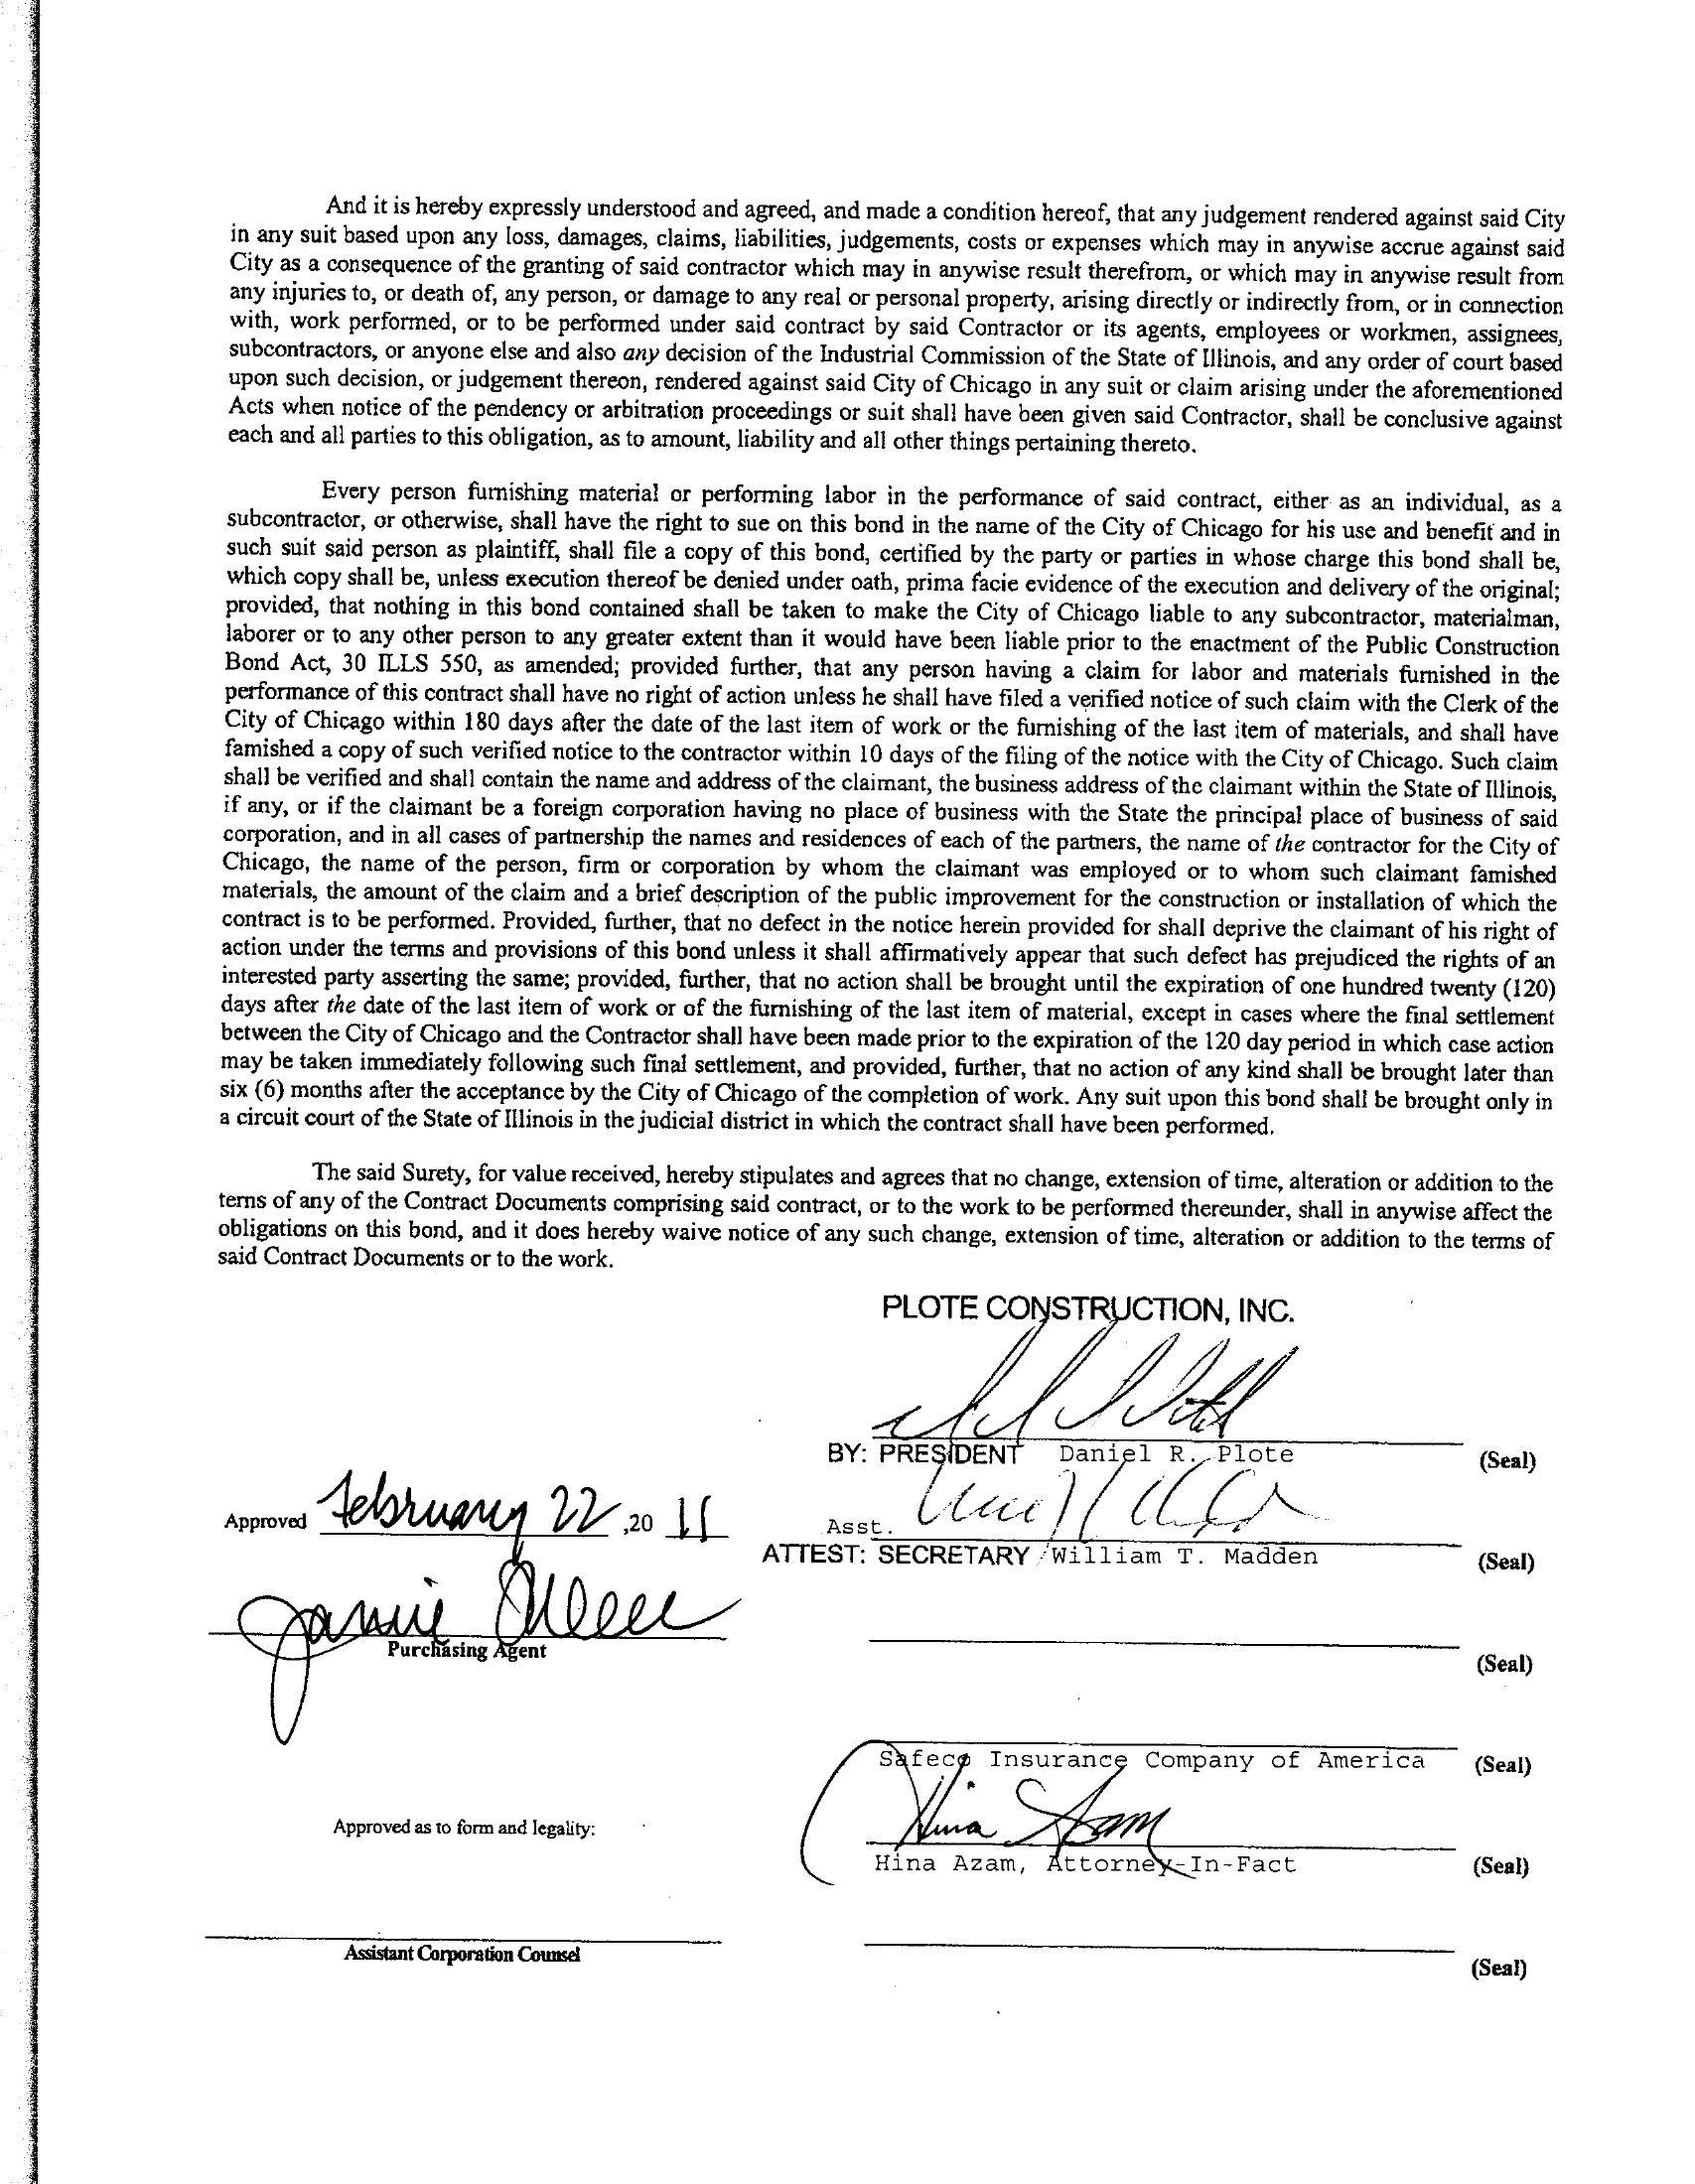 And it is hereby expressly understood and agreed, and made a condition hereof, that any judgement rendered against said City
in any suit based upon any loss, damages, claims, liabilities, judgements, costs or expenses which may in anywise accrue against said
City as a consequence of the granting of said contractor which may in anywise result therefrom, or which may in anywise result from
any injuries to, or death of, any person, or damage to any real or personal property, arising directly or indirectly from, or in connection
with, work performed, or to be performed under said contract by said Contractor or its agents, employees or workmen, assignees,
subcontractors, or anyone else and also any decision of the Industrial Commission of the State of Illinois, and any order of court based
upon such decision, or judgement thereon, rendered against said City of Chicago in any suit or claim arising under the aforementioned
Acts when notice of the pendency or arbitration proceedings or suit shall have been given said Contractor, shall be conclusive against
each and all parties to this obligation, as to amount, liability and all other things pertaining thereto.
Every person furnishing material or performing labor in the performance of said contract, either as an individual, as a
subcontractor, or otherwise, shall have the right to sue on this bond in the name of the City of Chicago for his use and benefit and in
such suit said person as plaintiff, shall file a copy of this bond, certified by the party or parties in whose charge this bond shall be,
which copy shall be, unless execution thereof be denied under oath, prima facie evidence of the execution and delivery of the original;
provided, that nothing in this bond contained shall be taken to make the City of Chicago liable to any subcontractor, materialman,
laborer or to any other person to any greater extent than it would have been liable prior to the enactment of the Public Construction
Bond Act, 30 ILLS 550, as amended; provided further, that any person having a claim for labor and materials furnished in the
performance of this contract shall have no right of action unless he shall have filed a verified notice of such claim with the Clerk of the
City of Chicago within 180 days after the date of the last item of work or the furnishing of the last item of materials, and shall have
famished a copy of such verified notice to the contractor within 10 days of the filing of the notice with the City of Chicago. Such claim
shall be verified and shall contain the name and address of the claimant, the business address of the claimant within the State of Illinois,
if any, or if the claimant be a foreign corporation having no place of business with the State the principal place of business of said
corporation, and in all cases of partnership the names and residences of each of the partners, the name of the contractor for the City of
Chicago, the name of the person, firm or corporation by whom the claimant was employed or to whom such claimant famished
materials, the amount of the claim and a brief description of the public improvement for the construction or installation of which the
contract is to be performed. Provided, further, that no defect in the notice herein provided for shall deprive the claimant of his right of
action under the terms and provisions of this bond unless it shall affirmatively appear that such defect has prejudiced the rights of an
interested party asserting the same; provided, further, that no action shall be brought until the expiration of one hundred twenty (120)
days after the date of the last item of work or of the furnishing of the last item of material, except in cases where the final settlement
between the City of Chicago and the Contractor shall have been made prior to the expiration of the 120 day period in which case action
may be taken immediately following such final settlement, and provided, further, that no action of any kind shall be brought later than
six (6) months after the acceptance by the City of Chicago of the completion of work. Any suit upon this bond shall be brought only in
a circuit court of the State of Illinois in the judicial district in which the contract shall have been performed.
The said Surety, for value received, hereby stipulates and agrees that no change, extension of time, alteration or addition to the
terns of any of the Contract Documents comprising said contract, or to the work to be performed thereunder, shall in anywise affect the
obligations on this bond, and it does hereby waive notice of any such change, extension of time, alteration or addition to the terms of
said Contract Documents or to the work.
PLOTE CONSTRUCTION, INC.
BY: PRESIDENT Daniel R. Plote (Seal)
Approved February 22 ,20 11
Asst.
ATTEST: SECRETARY William T. Madden (Seal)
Jamie
Purchasing Agent
(Seal)
Safeco Insurance Company of America (Seal)
Approved as to form and legality:
Hina Azam
Hina Azam, Attorney-In-Fact (Seal)
Assistant Corporation Counsel
(Seal)